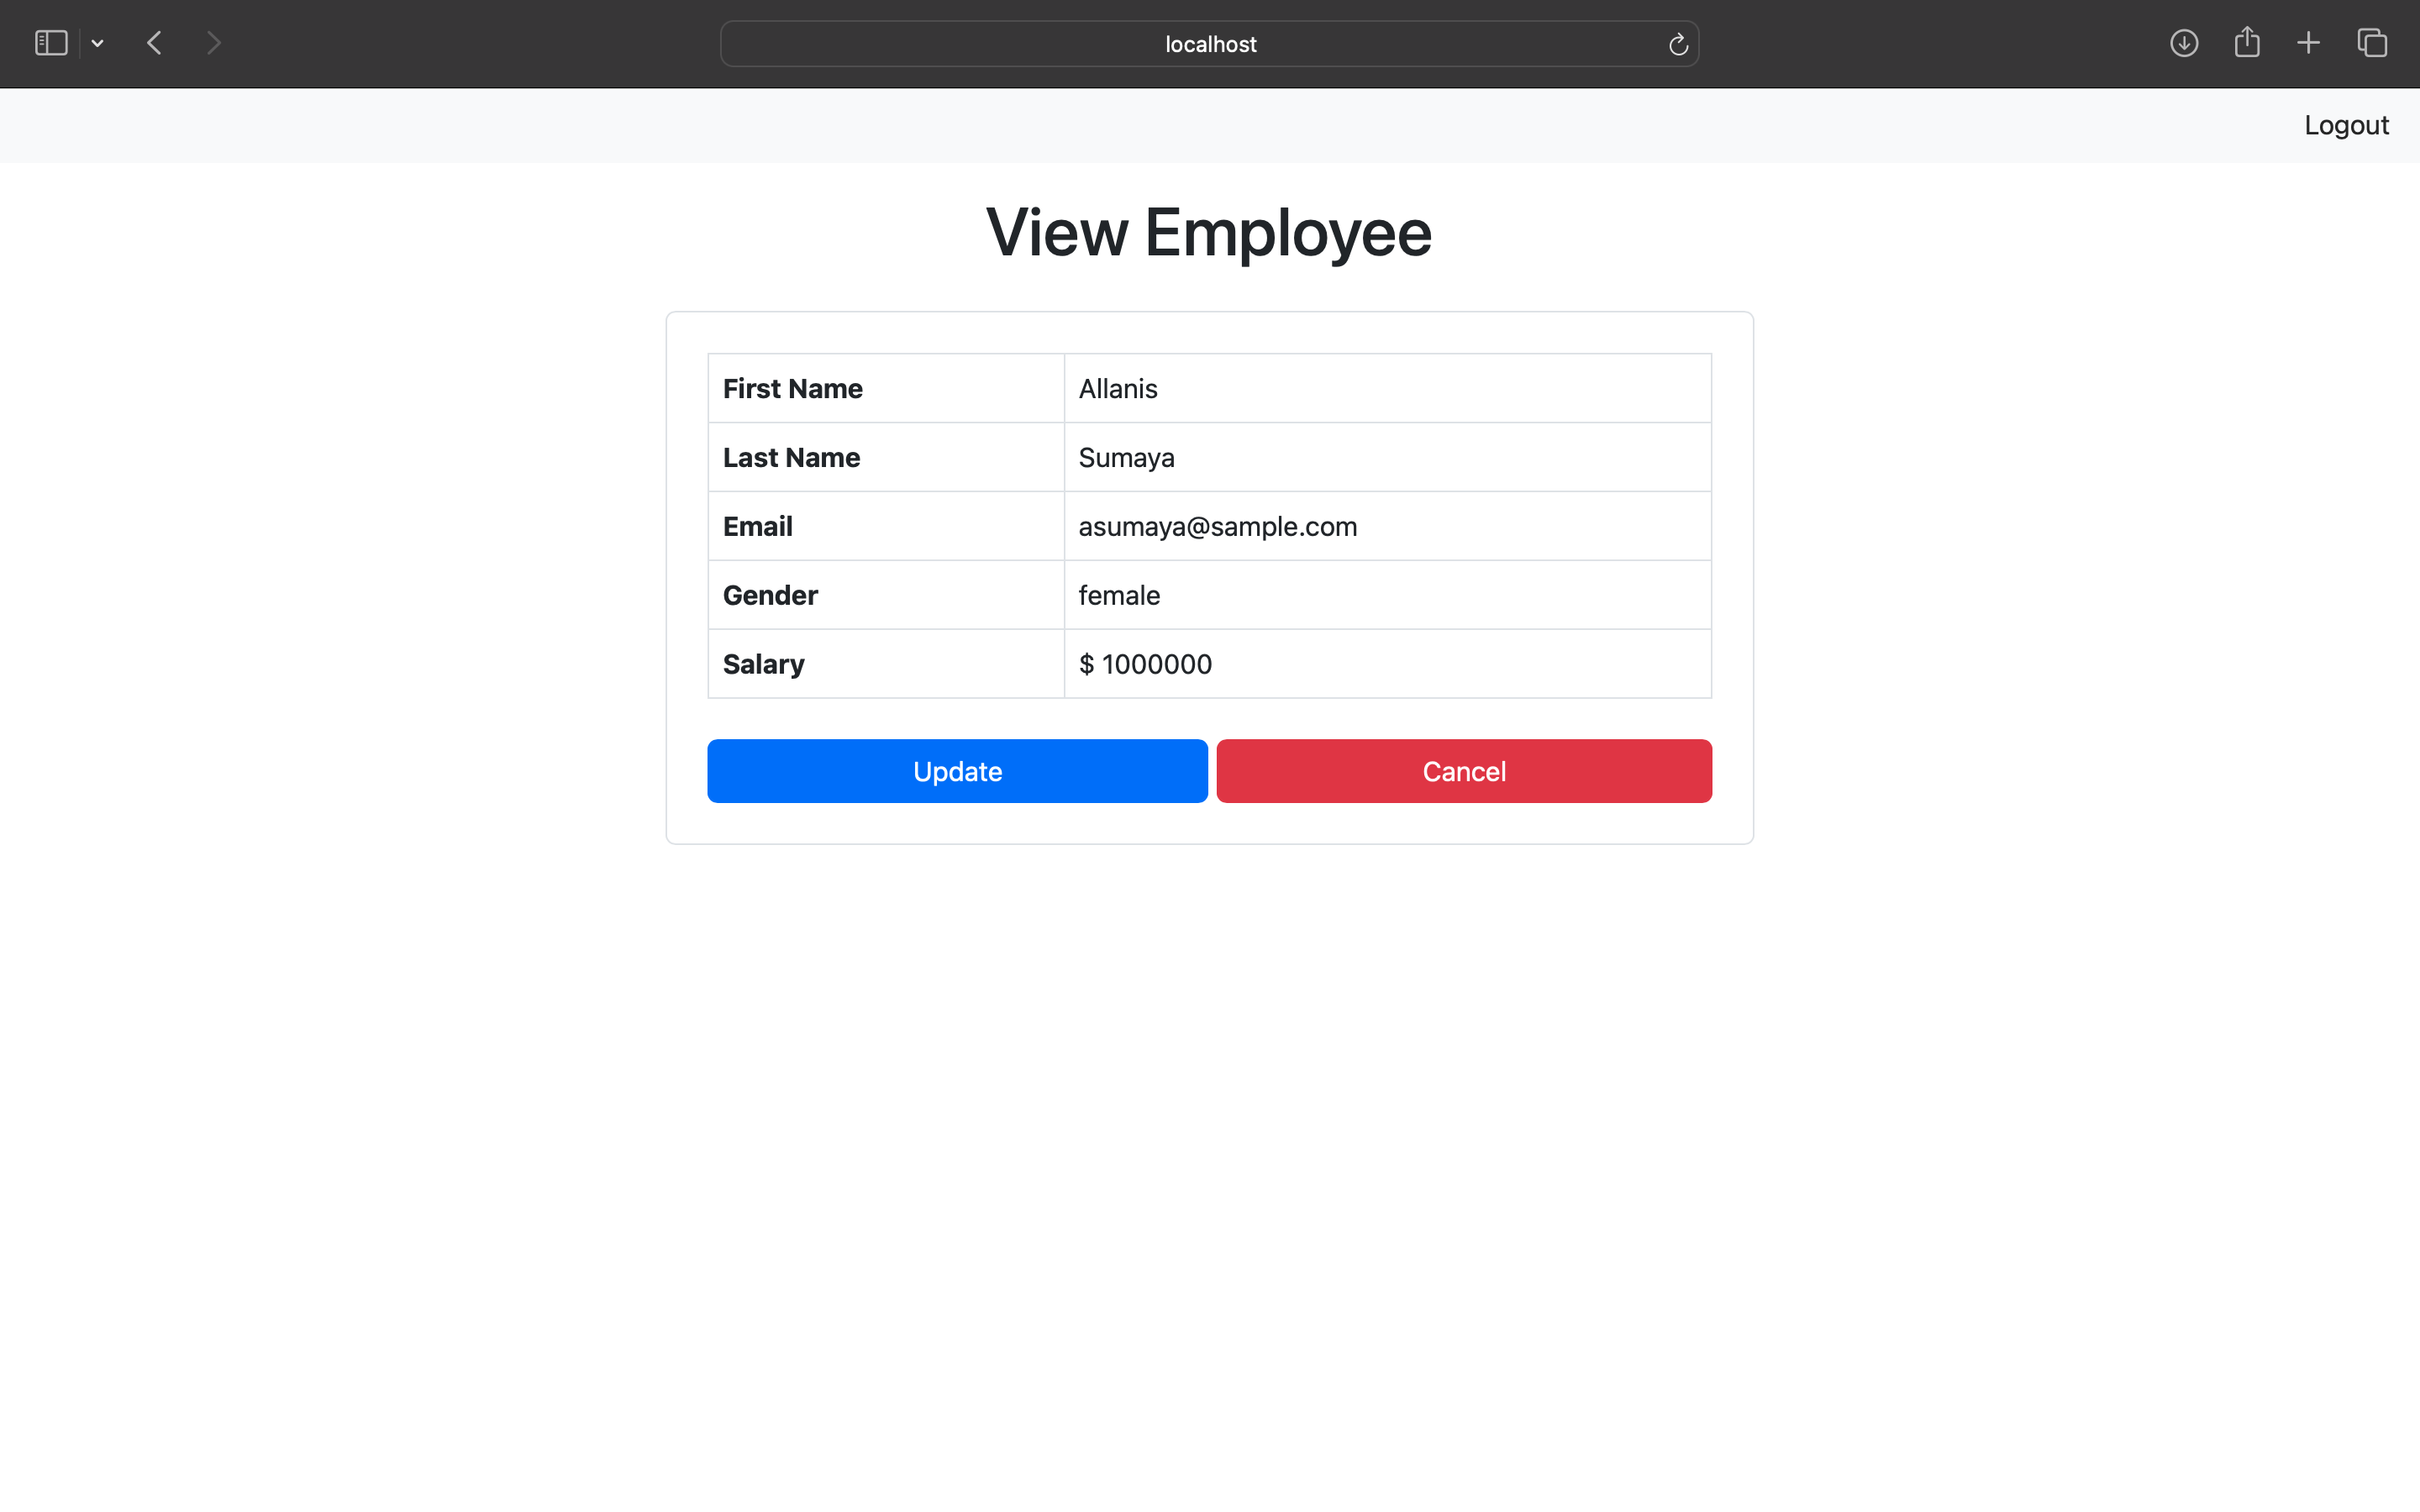 localhost
Logout
View Employee
First Name Allanis
Last Name Sumaya
Email asumaya@sample.com
Gender female
Salary $ 1000000
Update Cancel